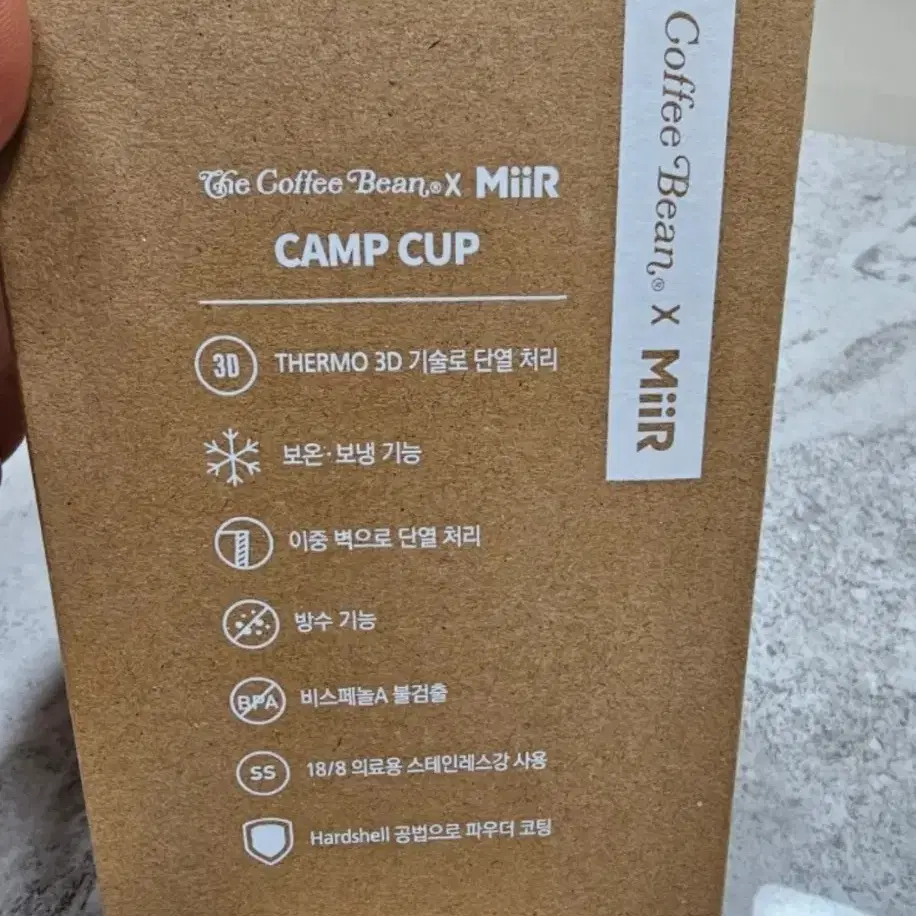 The Coffee Bean® X MiiR
CAMP CUP
3D THERMO 3D 기술로 단열 처리
보온·보냉 기능
이중 벽으로 단열 처리
방수 기능
BPA 비스페놀A 불검출
SS 18/8 의료용 스테인레스강 사용
Hardshell 공법으로 파우더 코팅
Coffee Bean® X MiiR